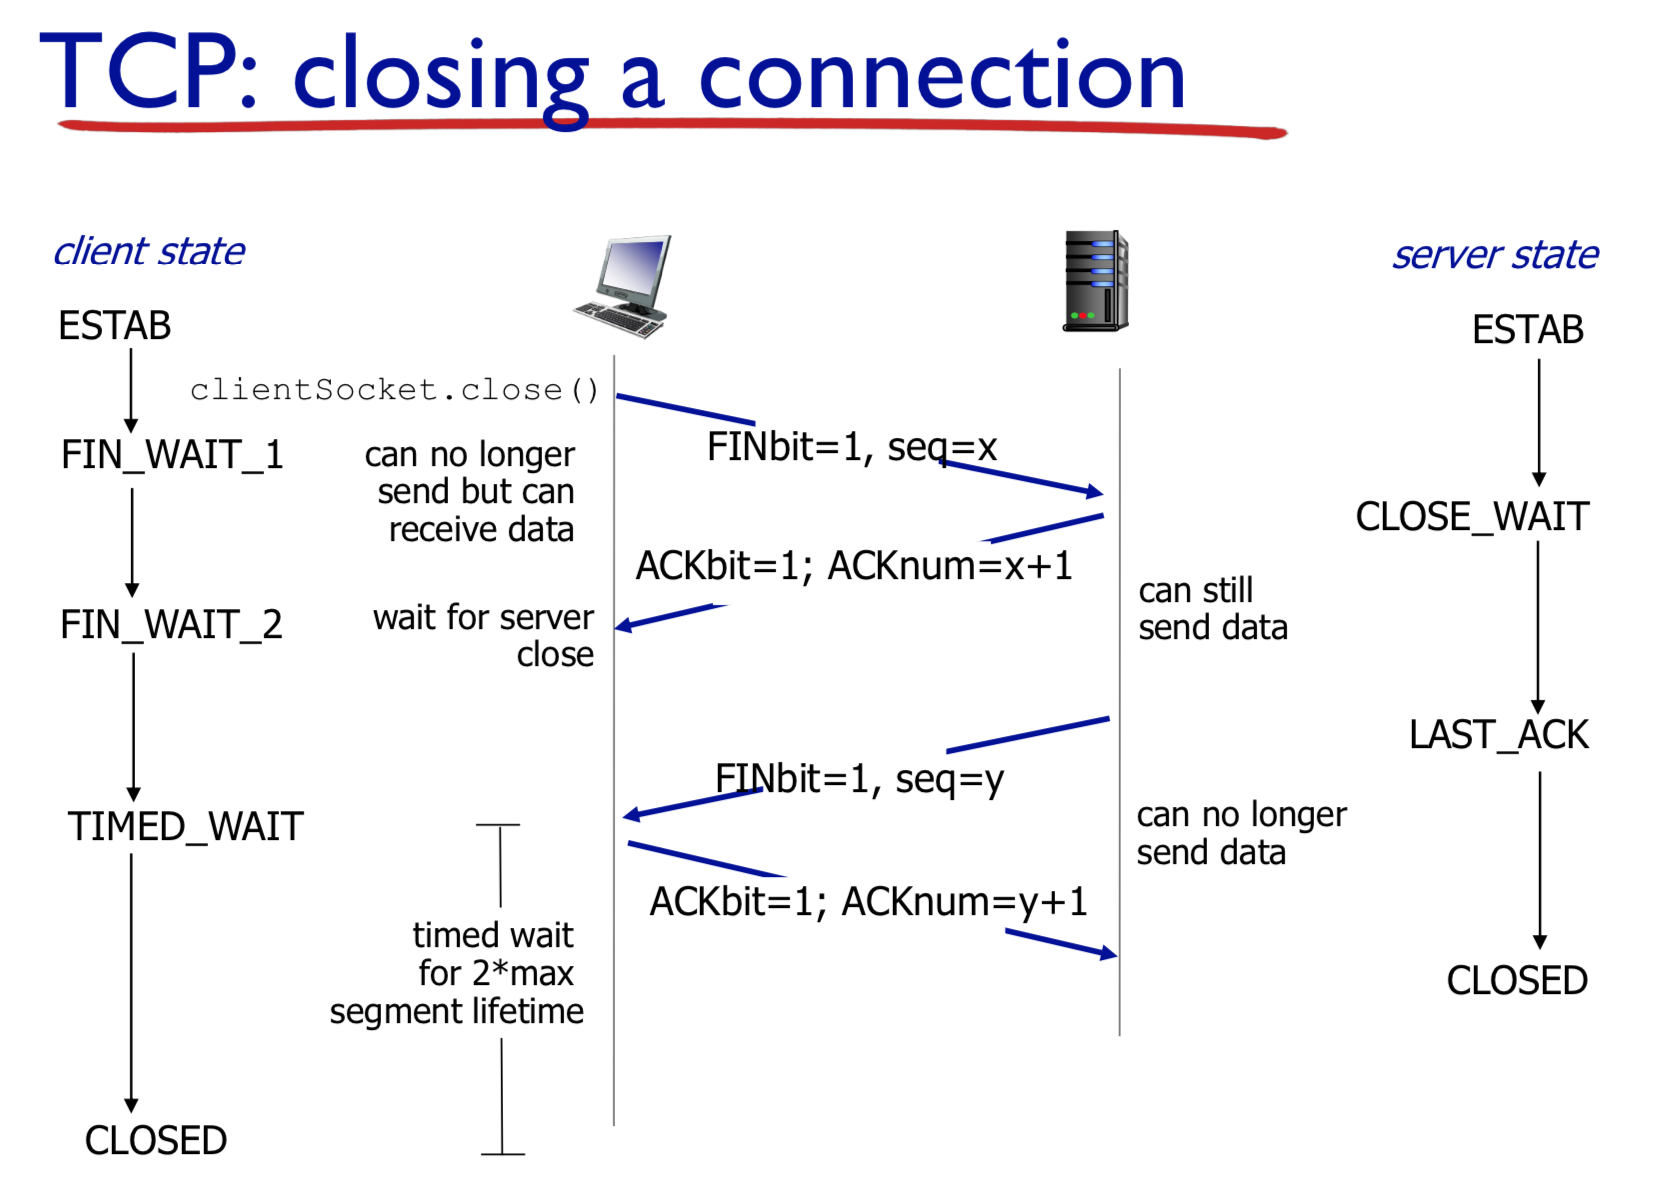 TCP: closing a connection
client state
server state
ESTAB
ESTAB
clientSocket.close()
FINbit=1, seq=x
FIN_WAIT_1
can no longer
send but can
receive data
CLOSE_WAIT
ACKbit=1; ACKnum=x+1
can still
send data
FIN_WAIT_2
wait for server
close
LAST_ACK
FINbit=1, seq=y
TIMED_WAIT
can no longer
send data
ACKbit=1; ACKnum=y+1
timed wait
for 2*max
segment lifetime
CLOSED
CLOSED